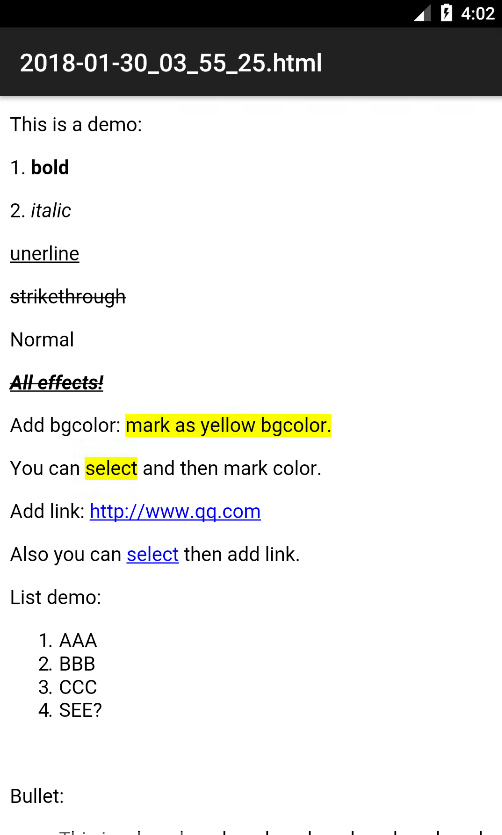 4:02
2018-01-30_03_55_25.html
This is a demo:
1. bold
2. italic
unerline
strikethrough
Normal
All effects!
Add bgcolor: mark as yellow bgcolor.
You can select and then mark color.
Add link: http://www.qq.com
Also you can select then add link.
List demo:
1. AAA
2. BBB
3. CCC
4. SEE?
Bullet: